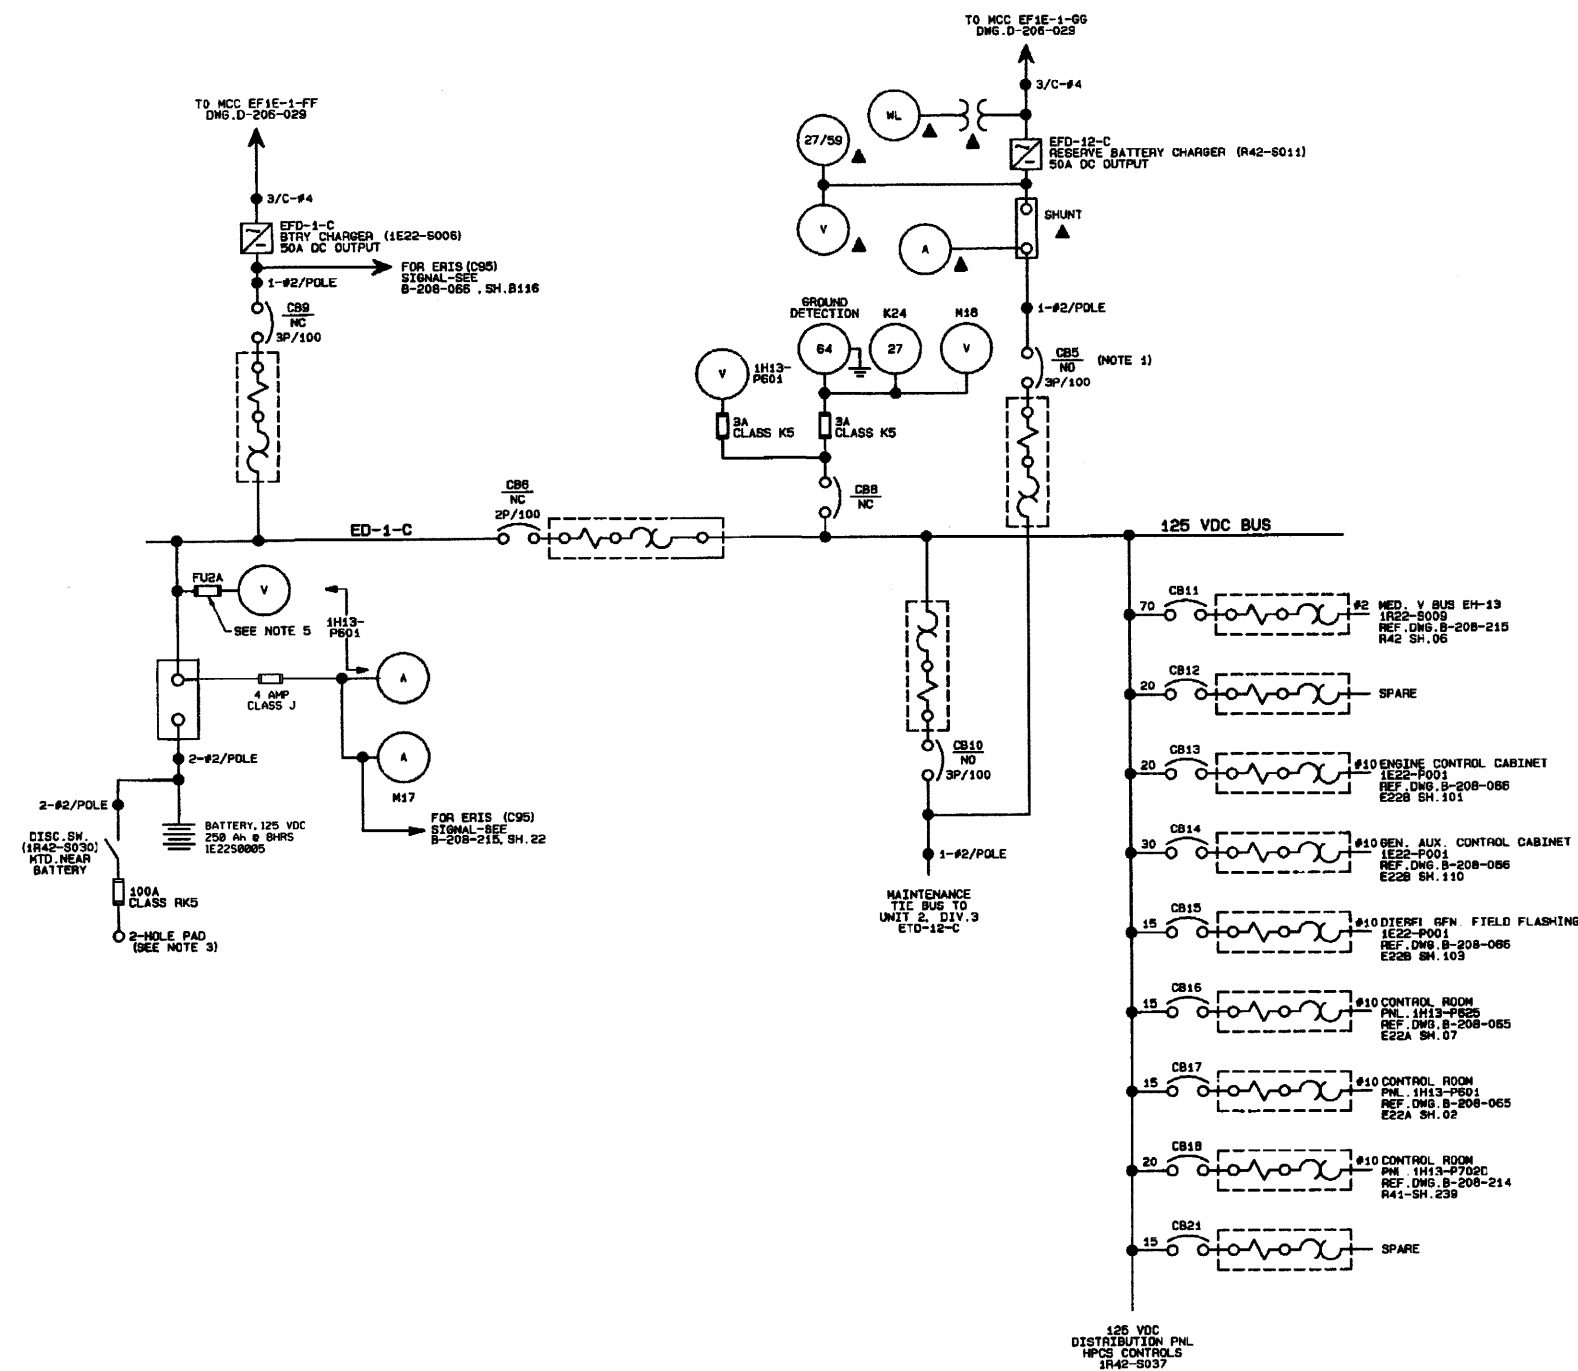 TO MCC EF1E-1-GG
DWG.D-206-029
3/C-#4
WL
27/59
EFD-12-C
RESERVE BATTERY CHARGER (R42-S011)
50A DC OUTPUT
V
SHUNT
A
1-#2/POLE
TO MCC EF1E-1-FF
DWG.D-206-029
3/C-#4
EFD-1-C
BTRY CHARGER (1E22-S006)
50A DC OUTPUT
FOR ERIS (C95)
SIGNAL-SEE
B-208-066, SH.B116
1-#2/POLE
CB9
NC
3P/100
GROUND
DETECTION
K24
M18
64
27
V
V
1H13-
P601
3A
CLASS K5
3A
CLASS K5
CB5
NO
(NOTE 1)
3P/100
CB8
NC
CB6
NC
2P/100
ED-1-C
125 VDC BUS
FU2A
V
SEE NOTE 5
1H13-
P601
A
4 AMP
CLASS J
A
M17
2-#2/POLE
2-#2/POLE
DISC.SW.
(1R42-S030)
MTD.NEAR
BATTERY
BATTERY, 125 VDC
250 Ah @ 8HRS
1E22S0005
FOR ERIS (C95)
SIGNAL-SEE
B-208-215, SH.22
100A
CLASS RK5
2-HOLE PAD
(SEE NOTE 3)
CB10
NO
3P/100
1-#2/POLE
MAINTENANCE
TIE BUS TO
UNIT 2, DIV.3
ETD-12-C
70
CB11
#2 MED. V BUS EH-13
1R22-S009
REF.DWG.B-208-215
R42 SH.06
20
CB12
SPARE
20
CB13
#10 ENGINE CONTROL CABINET
1E22-P001
REF.DWG.B-208-066
E22B SH.101
30
CB14
#10 GEN. AUX. CONTROL CABINET
1E22-P001
REF.DWG.B-208-066
E22B SH.110
15
CB15
#10 DIESEL GEN. FIELD FLASHING
1E22-P001
REF.DWG.B-208-066
E22B SH.103
15
CB16
#10 CONTROL ROOM
PNL.1H13-P625
REF.DWG.B-208-065
E22A SH.07
15
CB17
#10 CONTROL ROOM
PNL.1H13-P601
REF.DWG.B-208-065
E22A SH.02
20
CB18
#10 CONTROL ROOM
PNL.1H13-P702D
REF.DWG.B-208-214
R41-SH.239
15
CB21
SPARE
125 VDC
DISTRIBUTION PNL
HPCS CONTROLS
1R42-S037